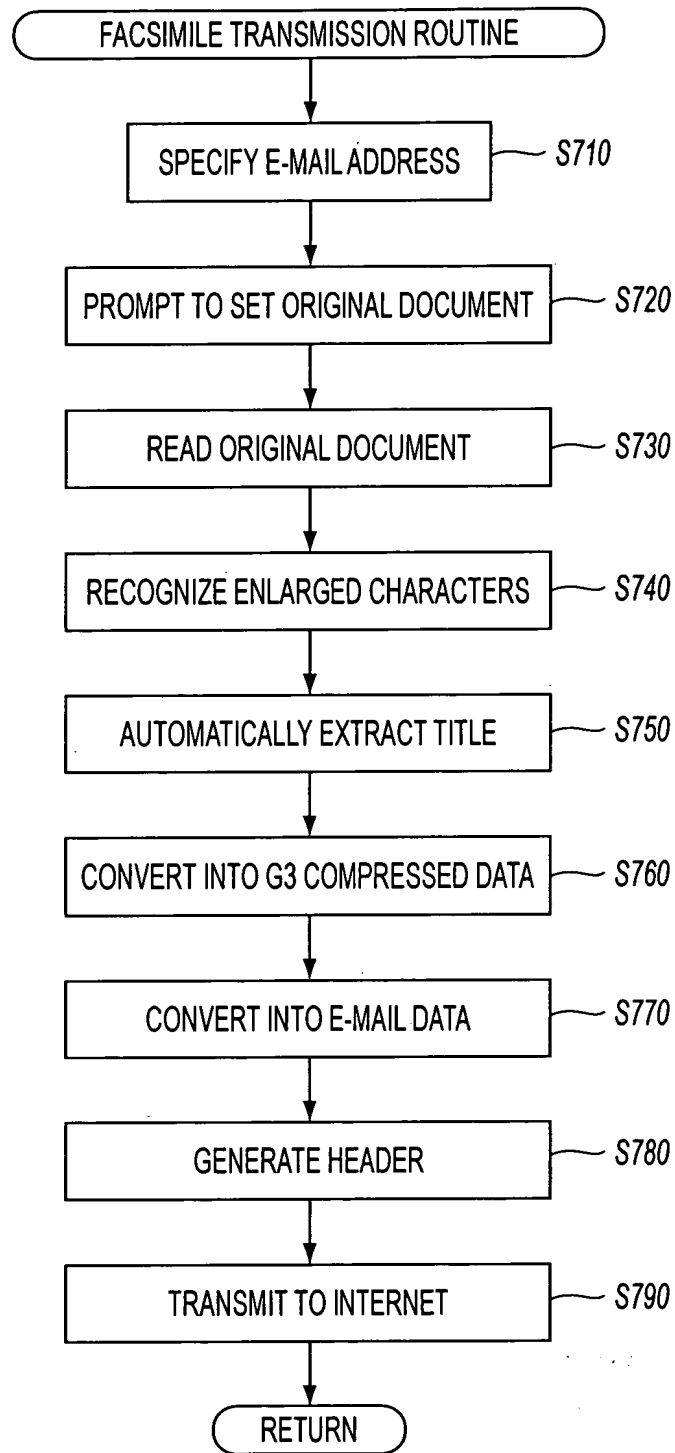 FACSIMILE TRANSMISSION ROUTINE
SPECIFY E-MAIL ADDRESS S710
PROMPT TO SET ORIGINAL DOCUMENT S720
READ ORIGINAL DOCUMENT S730
RECOGNIZE ENLARGED CHARACTERS S740
AUTOMATICALLY EXTRACT TITLE S750
CONVERT INTO G3 COMPRESSED DATA S760
CONVERT INTO E-MAIL DATA S770
GENERATE HEADER S780
TRANSMIT TO INTERNET S790
RETURN